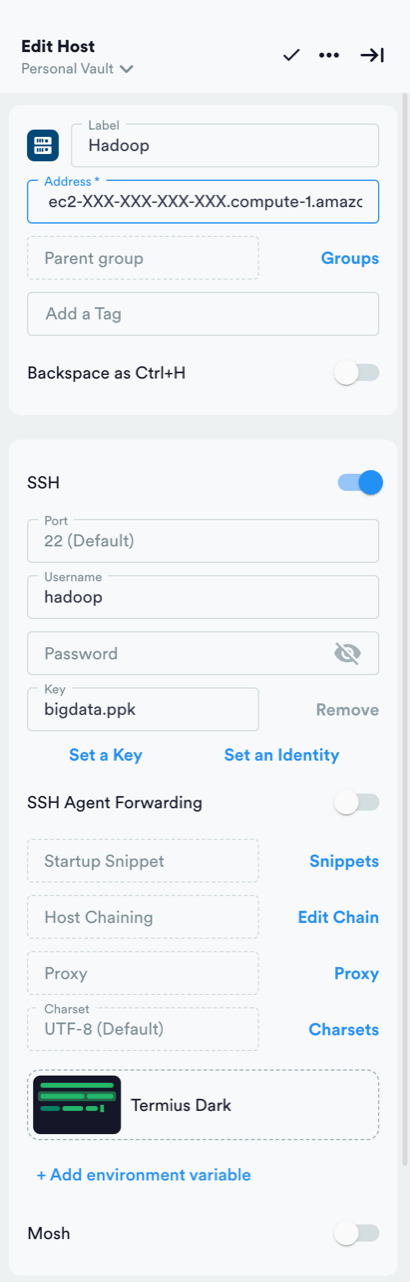 Edit Host
Personal Vault
Label
Hadoop
Address *
ec2-XXX-XXX-XXX-XXX.compute-1.amazc
Parent group
Groups
Add a Tag
Backspace as Ctrl+H
SSH
Port
22 (Default)
Username
hadoop
Password
Key
bigdata.ppk
Remove
Set a Key
Set an Identity
SSH Agent Forwarding
Startup Snippet
Snippets
Host Chaining
Edit Chain
Proxy
Proxy
Charset
UTF-8 (Default)
Charsets
Termius Dark
+ Add environment variable
Mosh